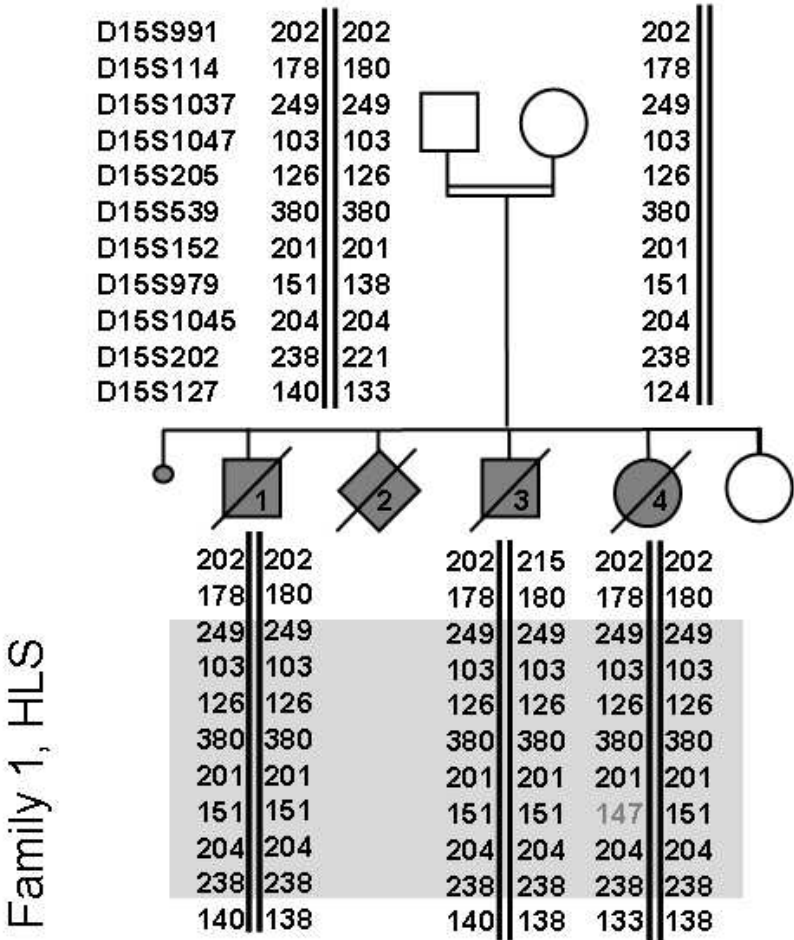 D15S991 202 202 202
D15S114 178 180 178
D15S1037 249 249 249
D15S1047 103 103 103
D15S205 126 126 126
D15S539 380 380 380
D15S152 201 201 201
D15S979 151 138 151
D15S1045 204 204 204
D15S202 238 221 238
D15S127 140 133 124
1 2 3 4
202 202 202 215 202 202
178 180 178 180 178 180
249 249 249 249 249 249
103 103 103 103 103 103
126 126 126 126 126 126
380 380 380 380 380 380
201 201 201 201 201 201
151 151 151 151 147 151
204 204 204 204 204 204
238 238 238 238 238 238
140 138 140 138 133 138
Family 1, HLS